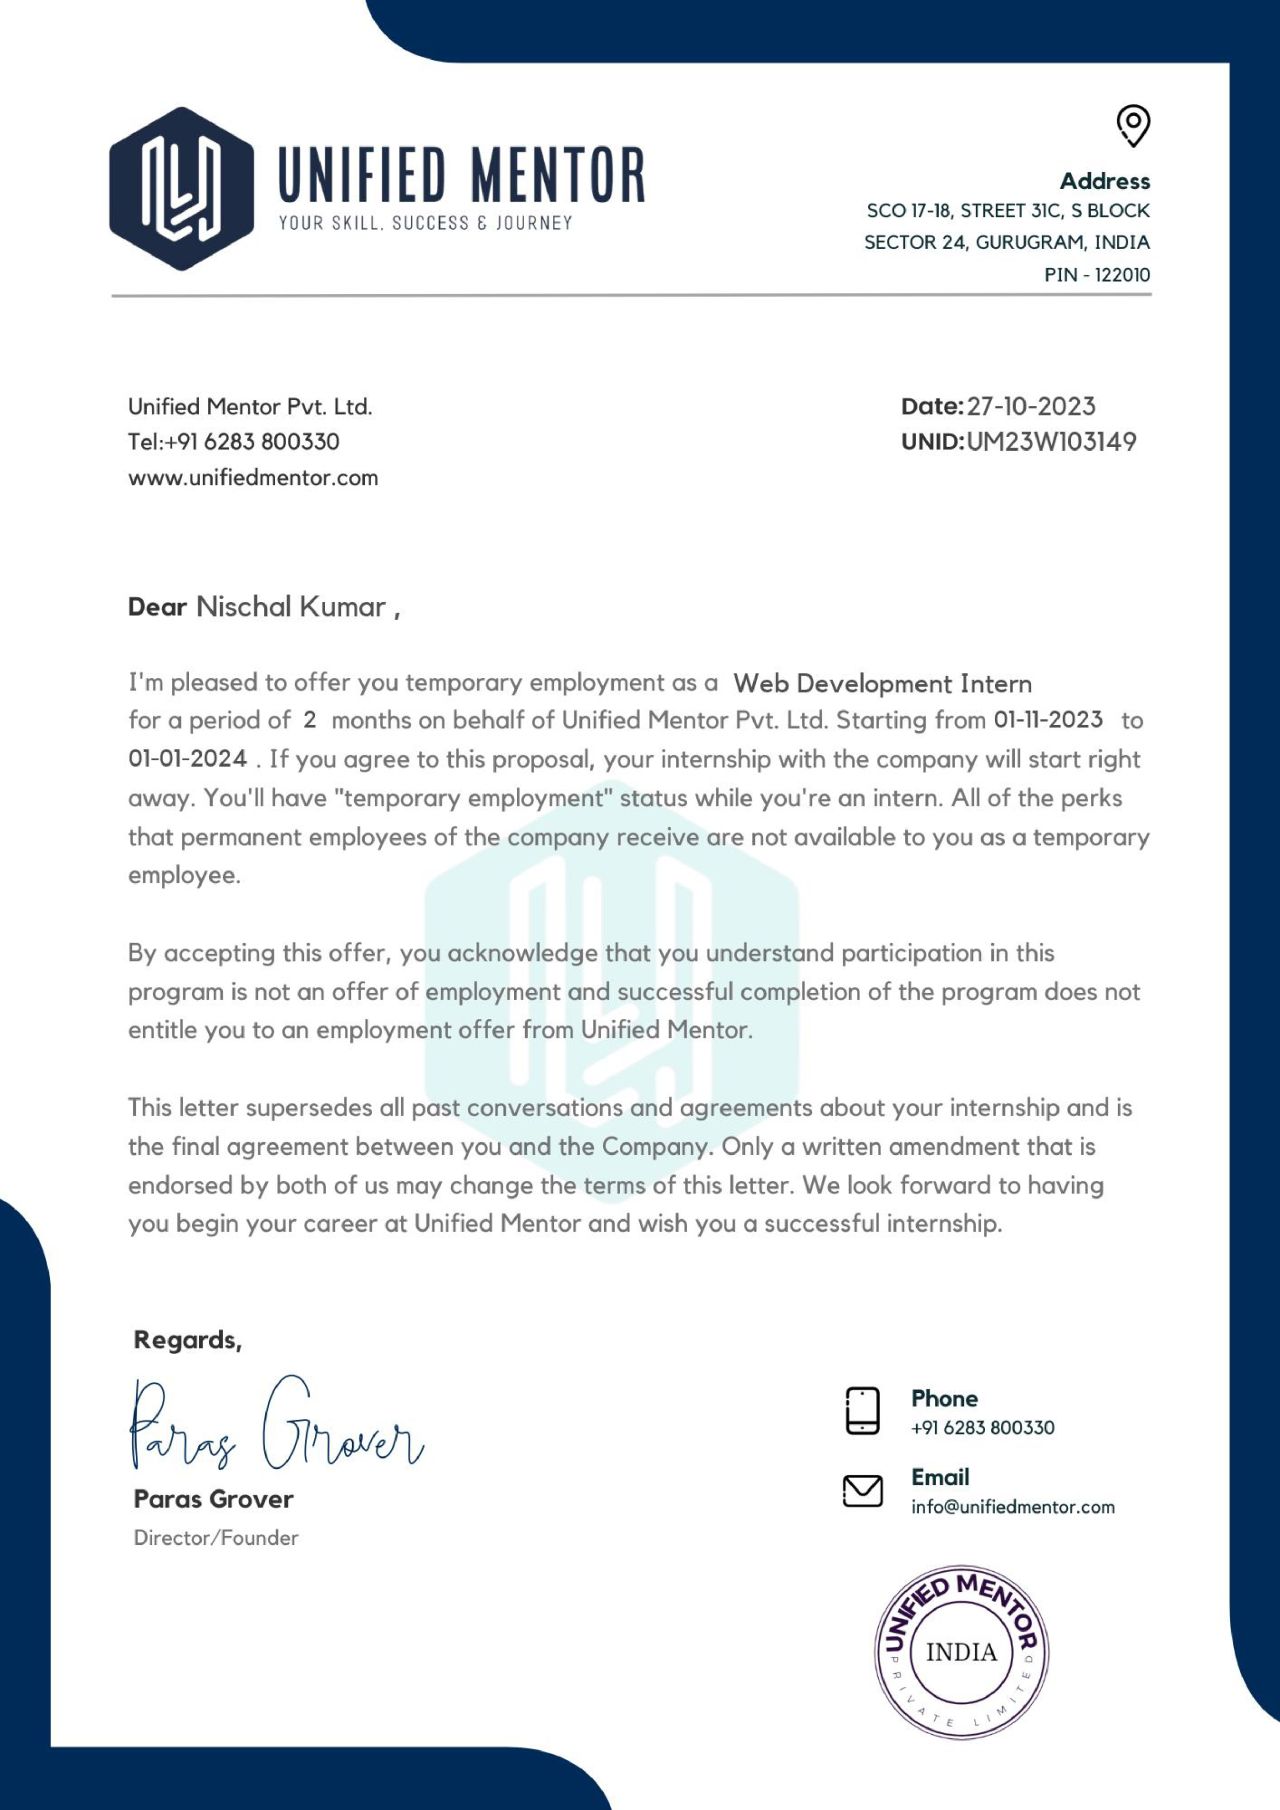 UNIFIED MENTOR
YOUR SKILL, SUCCESS & JOURNEY
Address
SCO 17-18, STREET 31C, S BLOCK
SECTOR 24, GURUGRAM, INDIA
PIN - 122010
Unified Mentor Pvt. Ltd.
Tel:+91 6283 800330
www.unifiedmentor.com
Date:27-10-2023
UNID:UM23W103149
Dear Nischal Kumar ,
I'm pleased to offer you temporary employment as a Web Development Intern
for a period of 2 months on behalf of Unified Mentor Pvt. Ltd. Starting from 01-11-2023 to
01-01-2024 . If you agree to this proposal, your internship with the company will start right
away. You'll have "temporary employment" status while you're an intern. All of the perks
that permanent employees of the company receive are not available to you as a temporary
employee.
By accepting this offer, you acknowledge that you understand participation in this
program is not an offer of employment and successful completion of the program does not
entitle you to an employment offer from Unified Mentor.
This letter supersedes all past conversations and agreements about your internship and is
the final agreement between you and the Company. Only a written amendment that is
endorsed by both of us may change the terms of this letter. We look forward to having
you begin your career at Unified Mentor and wish you a successful internship.
Regards,
Paras Grover
Paras Grover
Director/Founder
Phone
+91 6283 800330
Email
info@unifiedmentor.com
UNIFIED MENTOR
INDIA
PRIVATE LIMITED